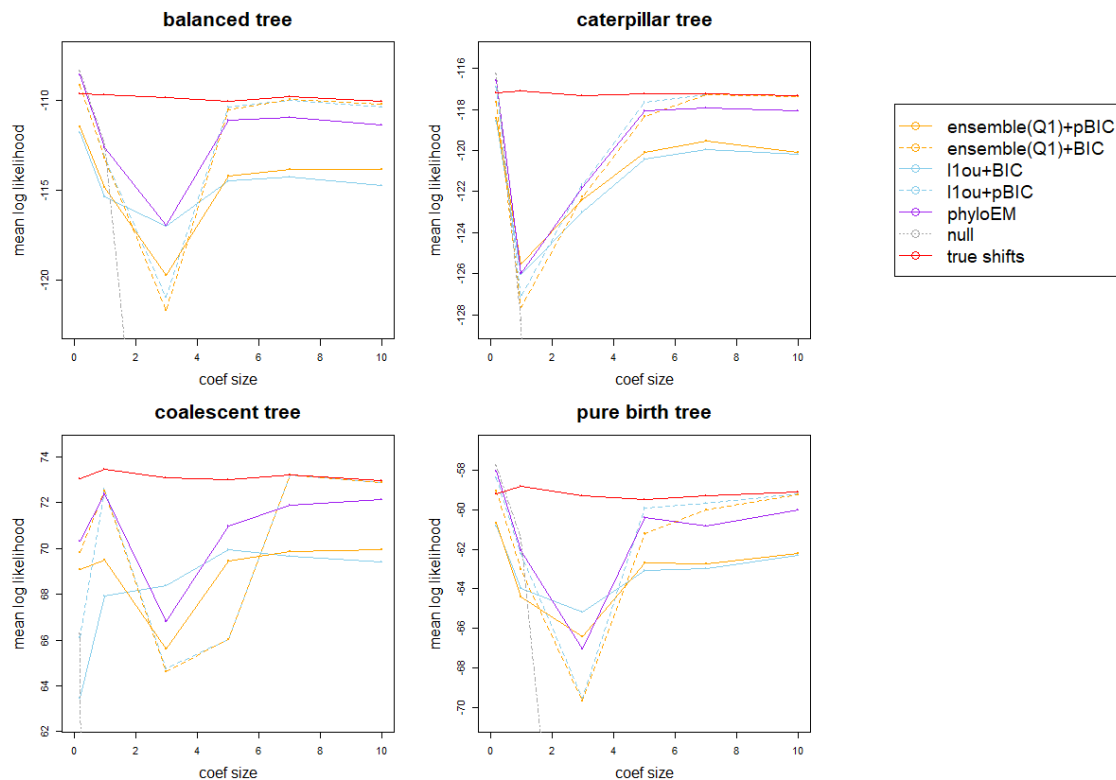 balanced tree
mean log likelihood
-110
-115
-120
0 2 4 6 8 10
coef size
caterpillar tree
mean log likelihood
-116
-118
-120
-122
-124
-126
-128
0 2 4 6 8 10
coef size
ensemble(Q1)+pBIC
ensemble(Q1)+BIC
l1ou+BIC
l1ou+pBIC
phyloEM
null
true shifts
coalescent tree
mean log likelihood
74
72
70
68
66
64
62
0 2 4 6 8 10
coef size
pure birth tree
mean log likelihood
-58
-60
-62
-64
-66
-68
-70
0 2 4 6 8 10
coef size